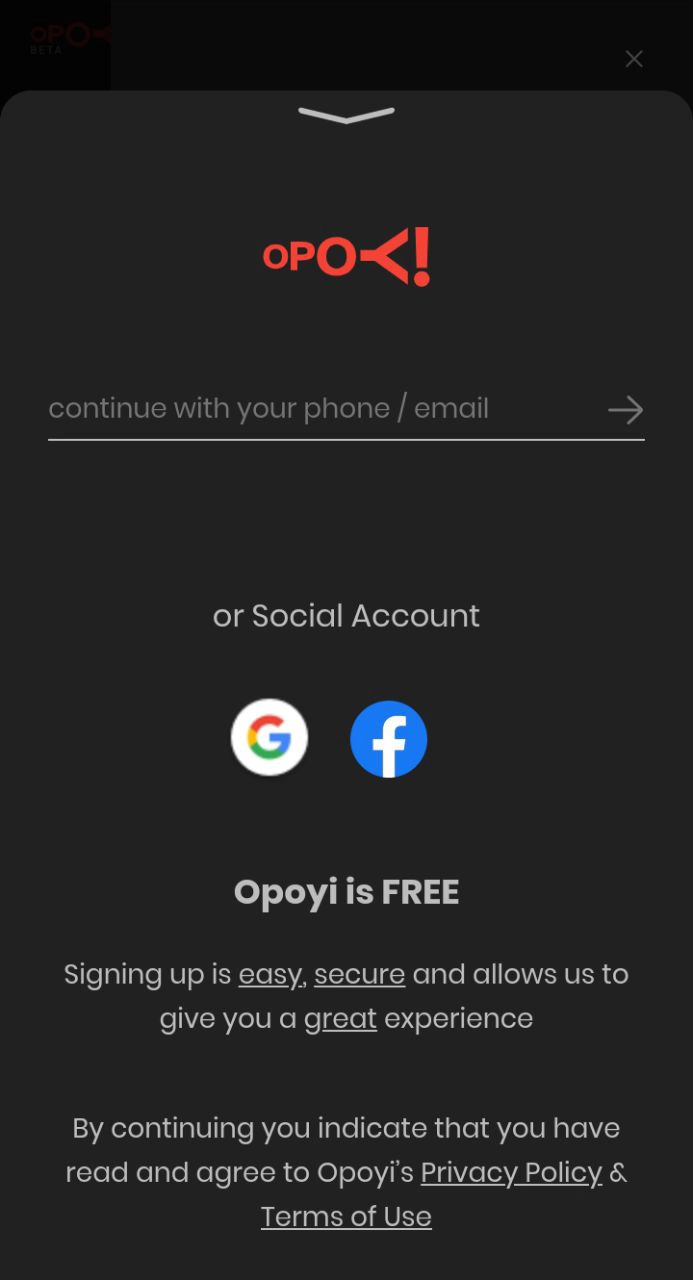 OPOYI
BETA
OPOYI
continue with your phone / email
or Social Account
G f
Opoyi is FREE
Signing up is easy, secure and allows us to
give you a great experience
By continuing you indicate that you have
read and agree to Opoyi’s Privacy Policy &
Terms of Use